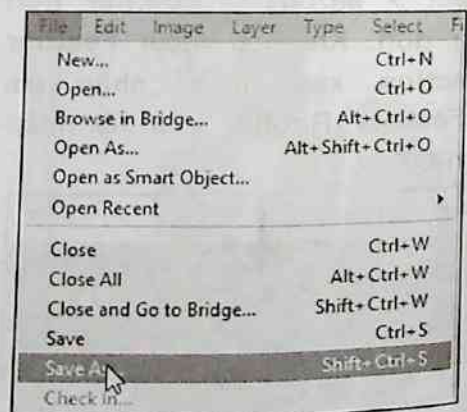 File Edit Image Layer Type Select
New... Ctrl+N
Open... Ctrl+O
Browse in Bridge... Alt+Ctrl+O
Open As... Alt+Shift+Ctrl+O
Open as Smart Object...
Open Recent
Close Ctrl+W
Close All Alt+Ctrl+W
Close and Go to Bridge... Shift+Ctrl+W
Save Ctrl+S
Save As... Shift+Ctrl+S
Check In...